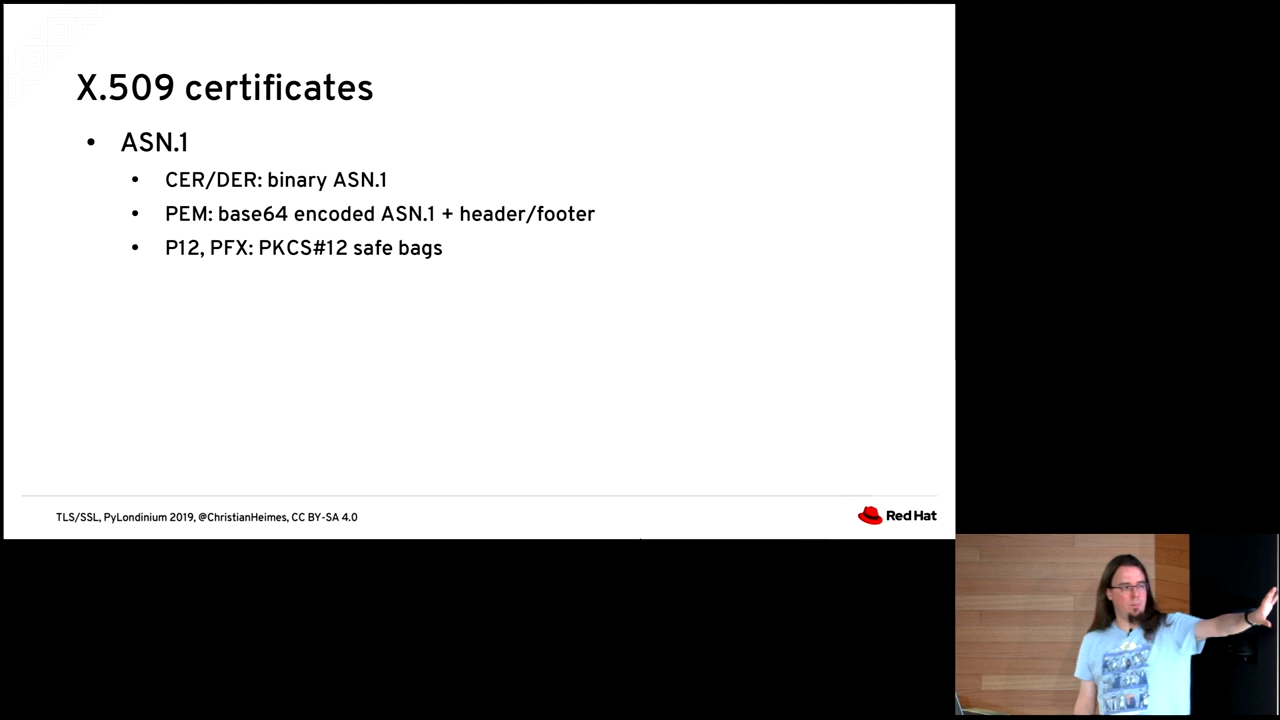 X.509 certificates
• ASN.1
• CER/DER: binary ASN.1
• PEM: base64 encoded ASN.1 + header/footer
• P12, PFX: PKCS#12 safe bags
TLS/SSL, PyLondinium 2019, @ChristianHeimes, CC BY-SA 4.0
Red Hat